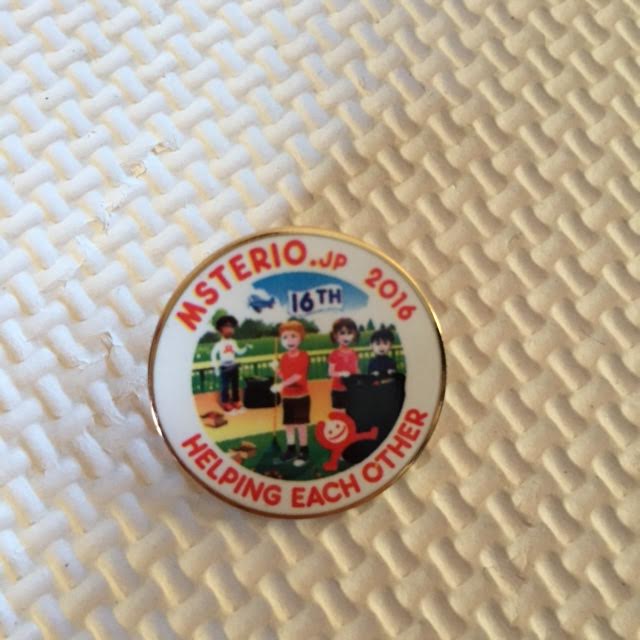 MSTERIO.JP 2016
16TH
HELPING EACH OTHER